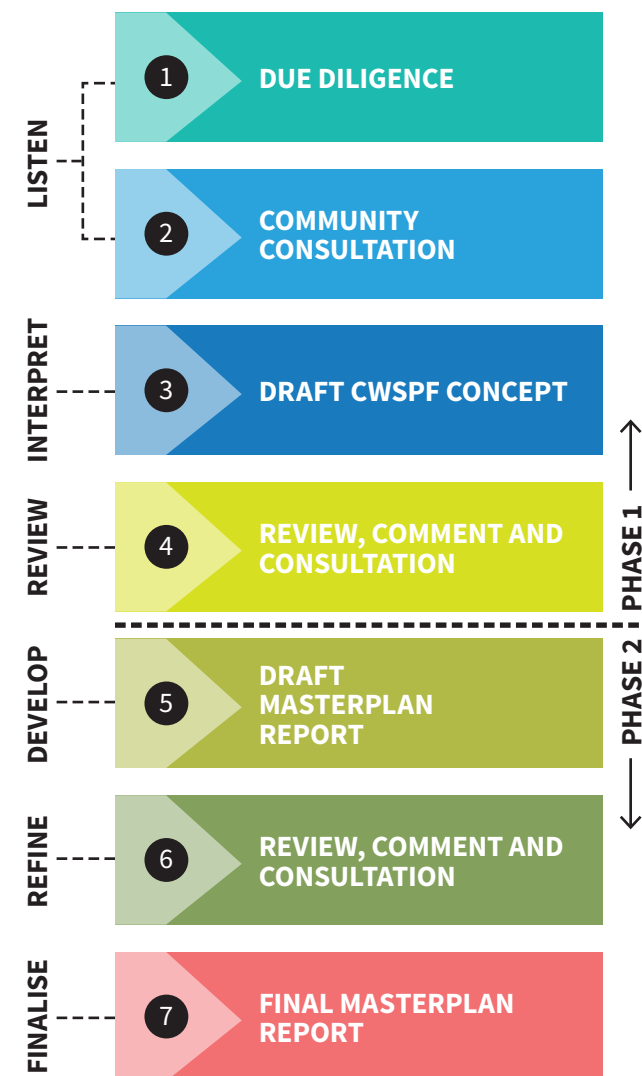 LISTEN
1
DUE DILIGENCE
2
COMMUNITY
CONSULTATION
INTERPRET
3
DRAFT CWSPF CONCEPT
REVIEW
4
REVIEW, COMMENT AND
CONSULTATION
PHASE 1
DEVELOP
5
DRAFT
MASTERPLAN
REPORT
PHASE 2
REFINE
6
REVIEW, COMMENT AND
CONSULTATION
FINALISE
7
FINAL MASTERPLAN
REPORT